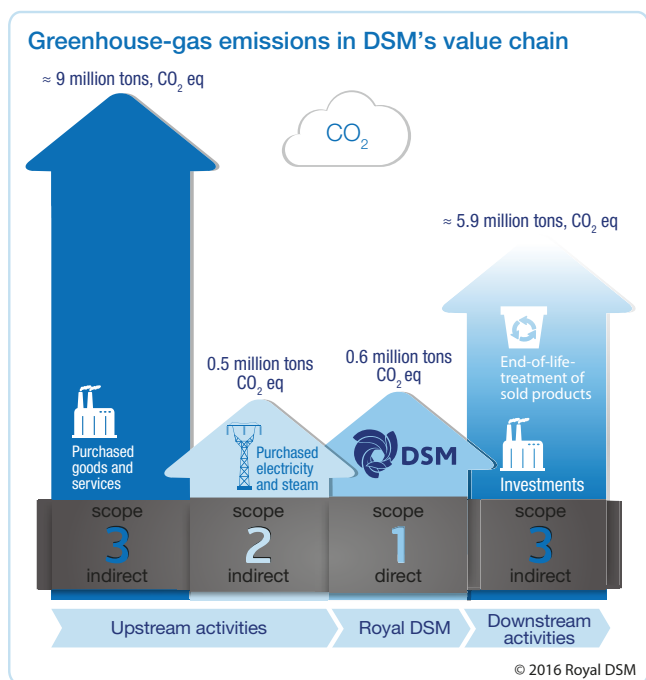 Greenhouse-gas emissions in DSM's value chain
≈ 9 million tons, CO₂ eq
CO₂
≈ 5.9 million tons, CO₂ eq
0.5 million tons
CO₂ eq
0.6 million tons
CO₂ eq
End-of-life-
treatment of
sold products
Purchased
goods and
services
Purchased
electricity
and steam
DSM
Investments
scope
3
indirect
scope
2
indirect
scope
1
direct
scope
3
indirect
Upstream activities
Royal DSM
Downstream
activities
© 2016 Royal DSM